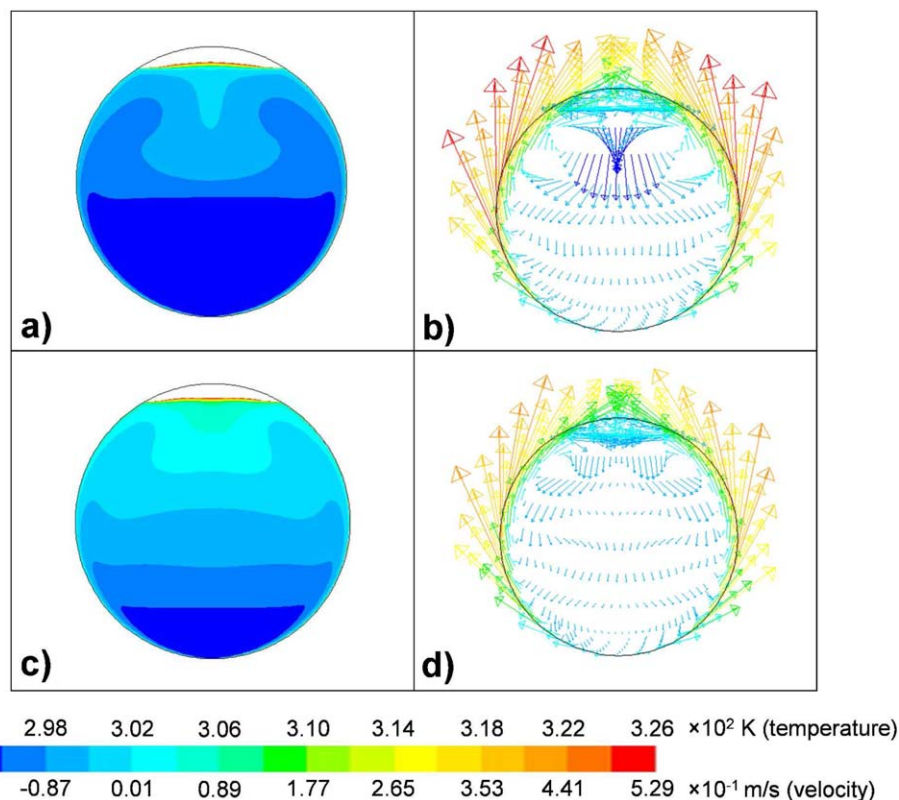 a)
b)
c)
d)
2.98 3.02 3.06 3.10 3.14 3.18 3.22 3.26 ×10² K (temperature)
-0.87 0.01 0.89 1.77 2.65 3.53 4.41 5.29 ×10⁻¹ m/s (velocity)